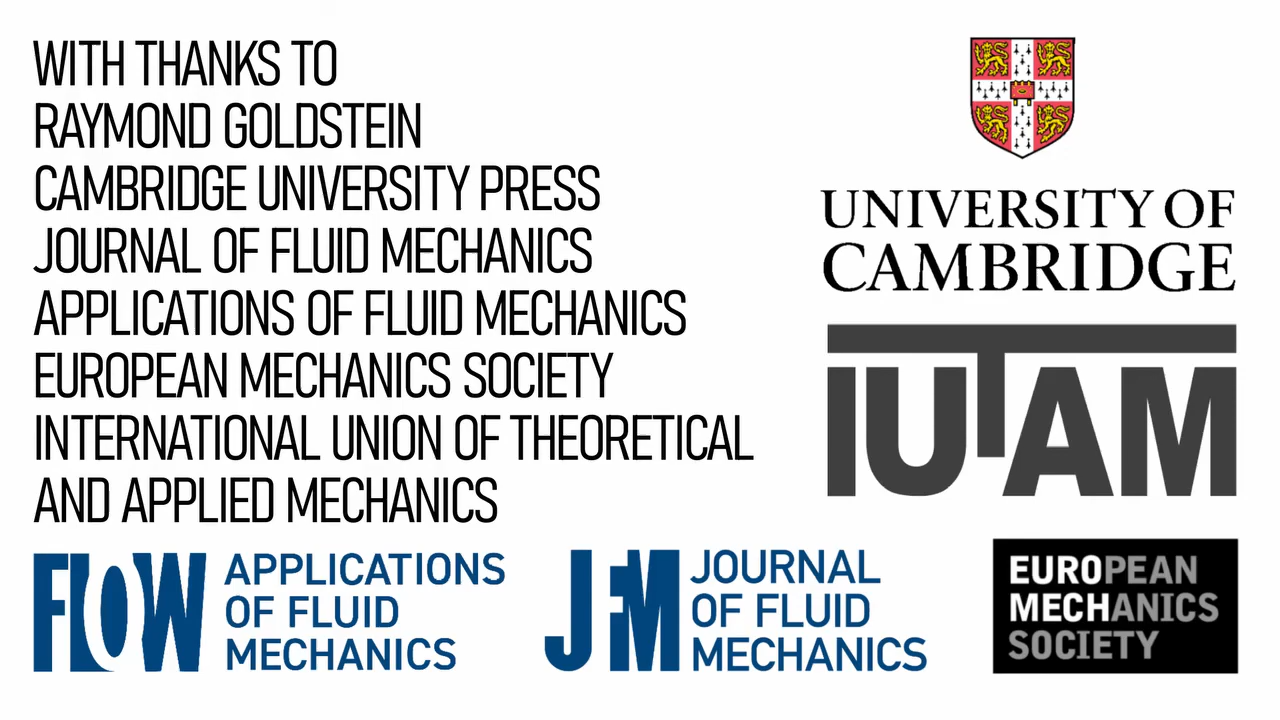 WITH THANKS TO
RAYMOND GOLDSTEIN
CAMBRIDGE UNIVERSITY PRESS
JOURNAL OF FLUID MECHANICS
APPLICATIONS OF FLUID MECHANICS
EUROPEAN MECHANICS SOCIETY
INTERNATIONAL UNION OF THEORETICAL
AND APPLIED MECHANICS
UNIVERSITY OF
CAMBRIDGE
IUTAM
FLOW
APPLICATIONS
OF FLUID
MECHANICS
JFM
JOURNAL
OF FLUID
MECHANICS
EUROPEAN
MECHANICS
SOCIETY